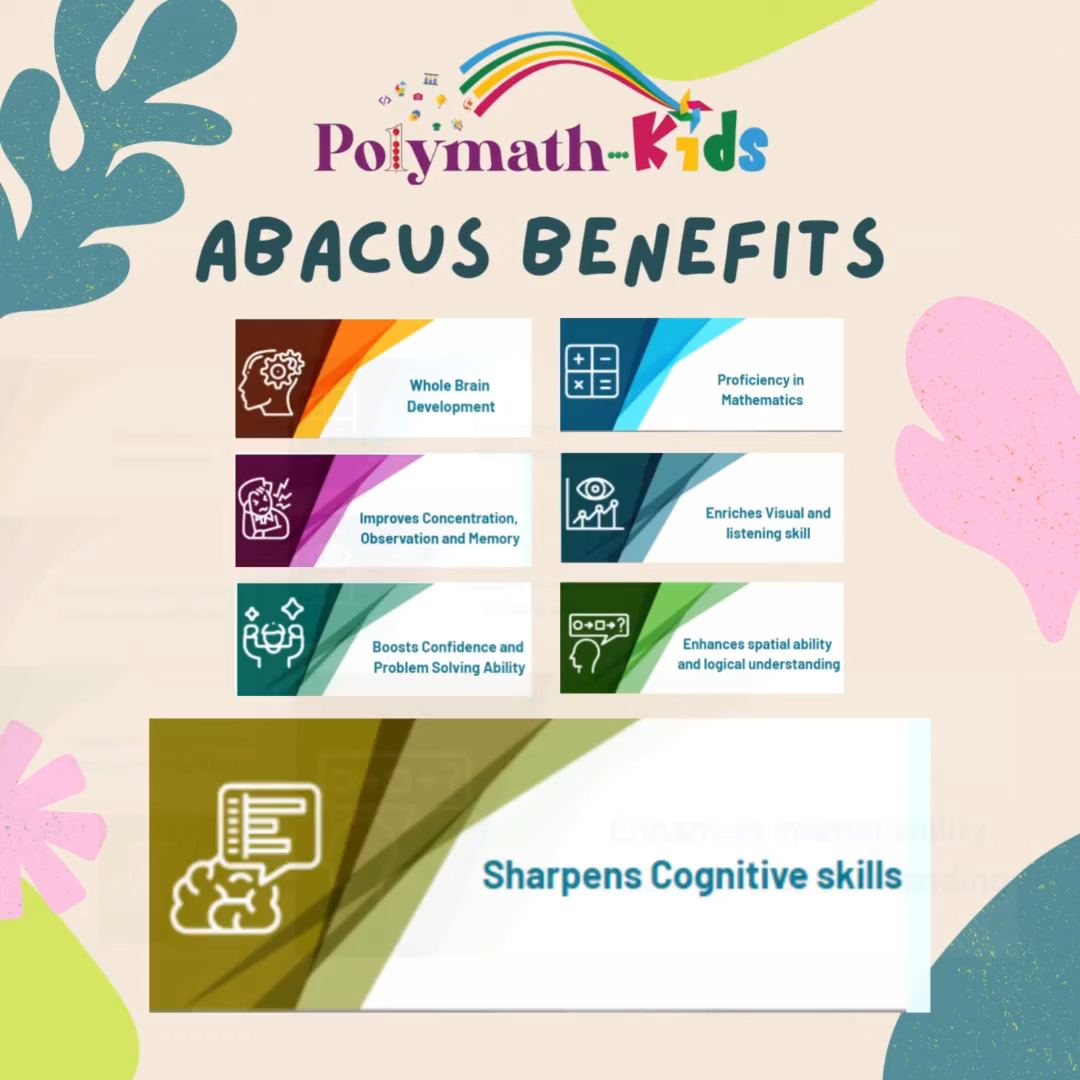 Polymath-Kids
ABACUS BENEFITS
Whole Brain
Development
Proficiency in
Mathematics
Improves Concentration,
Observation and Memory
Enriches Visual and
listening skill
Boosts Confidence and
Problem Solving Ability
Enhances spatial ability
and logical understanding
Sharpens Cognitive skills